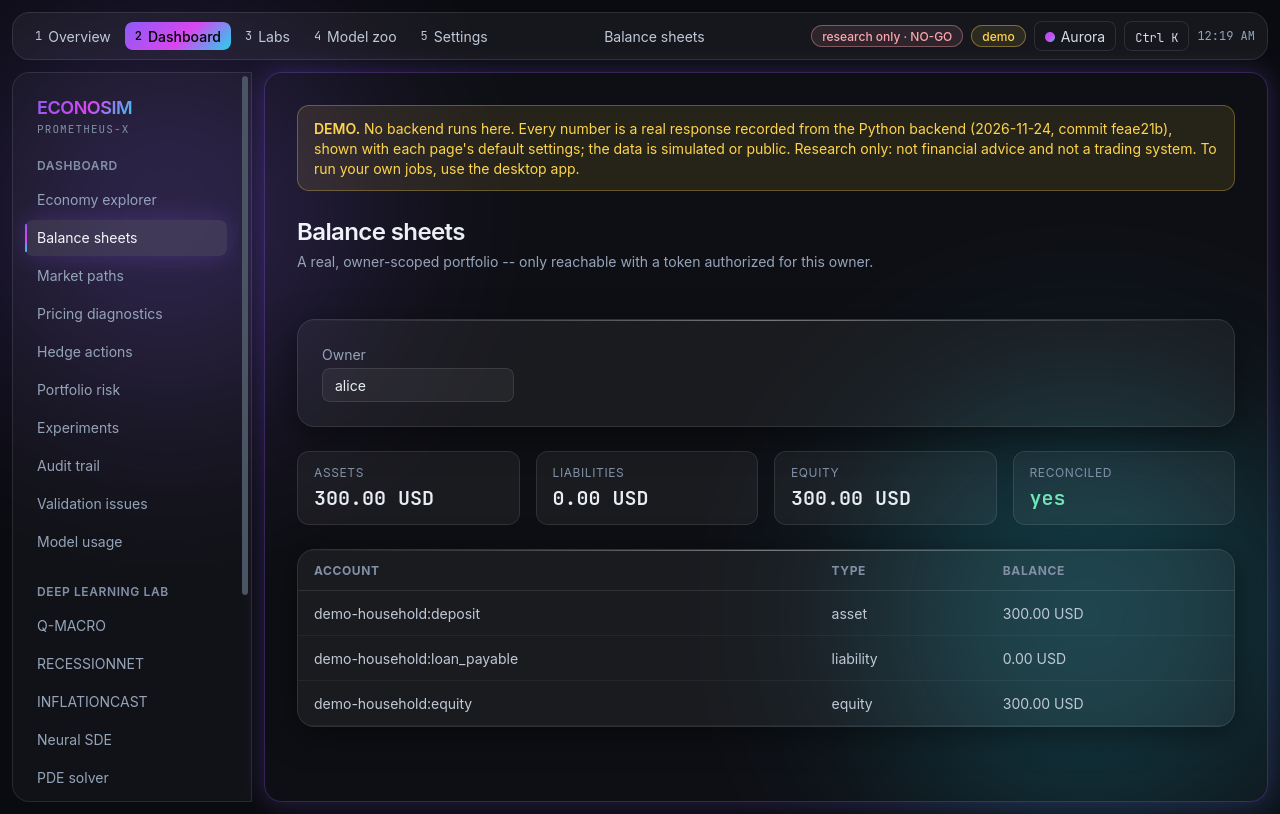 1 Overview 2 Dashboard 3 Labs 4 Model zoo 5 Settings Balance sheets research only · NO-GO demo Aurora Ctrl K 12:19 AM
ECONOSIM
PROMETHEUS-X
DASHBOARD
Economy explorer
Balance sheets
Market paths
Pricing diagnostics
Hedge actions
Portfolio risk
Experiments
Audit trail
Validation issues
Model usage
DEEP LEARNING LAB
Q-MACRO
RECESSIONNET
INFLATIONCAST
Neural SDE
PDE solver
DEMO. No backend runs here. Every number is a real response recorded from the Python backend (2026-11-24, commit feae21b),
shown with each page's default settings; the data is simulated or public. Research only: not financial advice and not a trading system. To
run your own jobs, use the desktop app.
Balance sheets
A real, owner-scoped portfolio -- only reachable with a token authorized for this owner.
Owner
alice
ASSETS LIABILITIES EQUITY RECONCILED
300.00 USD 0.00 USD 300.00 USD yes
ACCOUNT TYPE BALANCE
demo-household:deposit asset 300.00 USD
demo-household:loan_payable liability 0.00 USD
demo-household:equity equity 300.00 USD